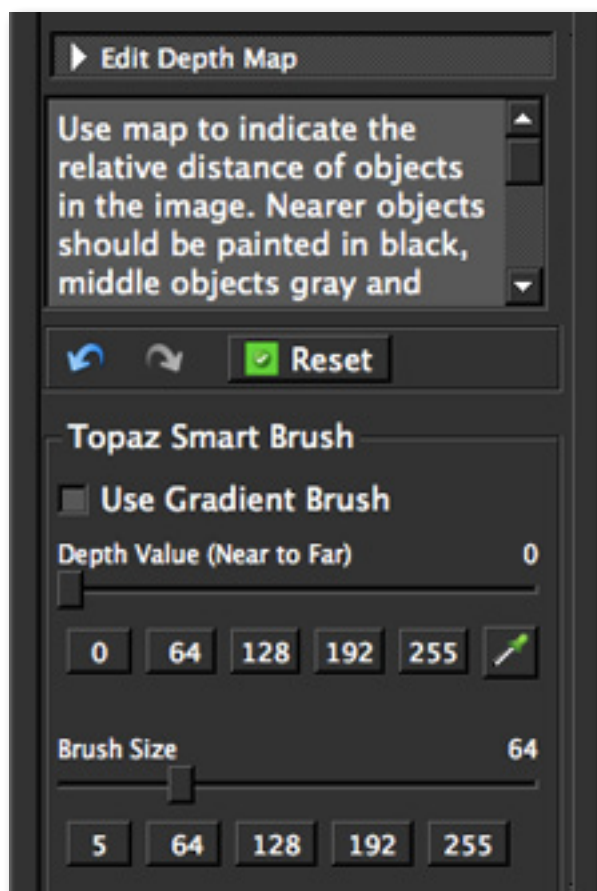 Edit Depth Map
Use map to indicate the
relative distance of objects
in the image. Nearer objects
should be painted in black,
middle objects gray and
Reset
Topaz Smart Brush
Use Gradient Brush
Depth Value (Near to Far) 0
0 64 128 192 255
Brush Size 64
5 64 128 192 255